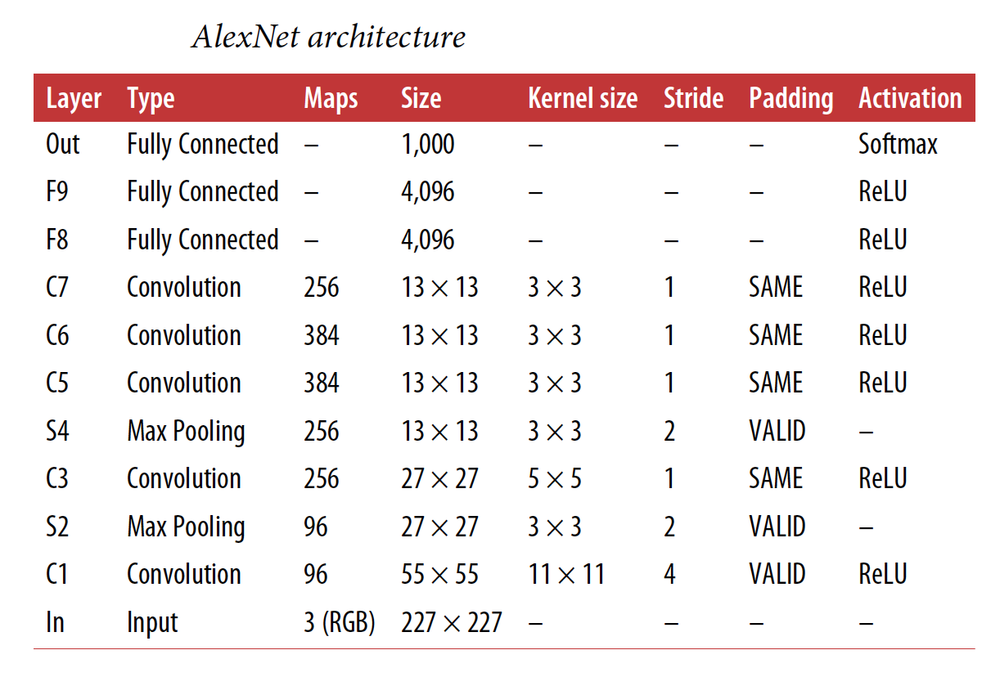 AlexNet architecture
Layer Type Maps Size Kernel size Stride Padding Activation
Out Fully Connected – 1,000 – – – Softmax
F9 Fully Connected – 4,096 – – – ReLU
F8 Fully Connected – 4,096 – – – ReLU
C7 Convolution 256 13 × 13 3 × 3 1 SAME ReLU
C6 Convolution 384 13 × 13 3 × 3 1 SAME ReLU
C5 Convolution 384 13 × 13 3 × 3 1 SAME ReLU
S4 Max Pooling 256 13 × 13 3 × 3 2 VALID –
C3 Convolution 256 27 × 27 5 × 5 1 SAME ReLU
S2 Max Pooling 96 27 × 27 3 × 3 2 VALID –
C1 Convolution 96 55 × 55 11 × 11 4 VALID ReLU
In Input 3 (RGB) 227 × 227 – – – –